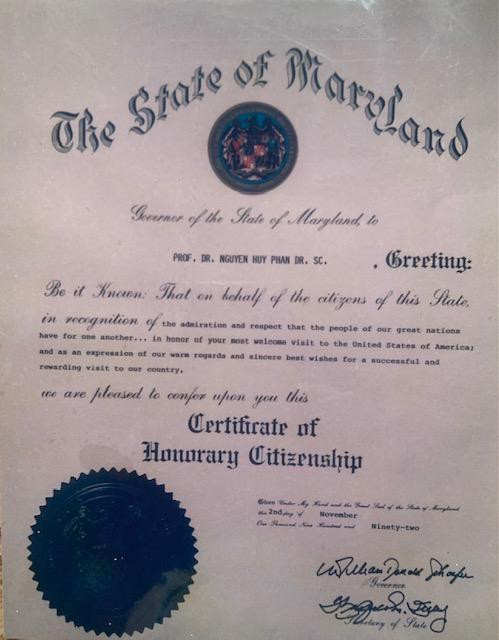 The State of Maryland
Governor of the State of Maryland, to
PROF. DR. NGUYEN HUY PHAN DR. SC. , Greeting:
Be it Known: That on behalf of the citizens of this State,
in recognition of the admiration and respect that the people of our great nations
have for one another... in honor of your most welcome visit to the United States of America;
and as an expression of our warm regards and sincere best wishes for a successful and
rewarding visit to our country,
we are pleased to confer upon you this
Certificate of
Honorary Citizenship
Given Under My Hand and the Great Seal of the State of Maryland,
this 2nd day of November
One Thousand Nine Hundred and Ninety-two
William Donald Schaefer
Governor
Secretary of State